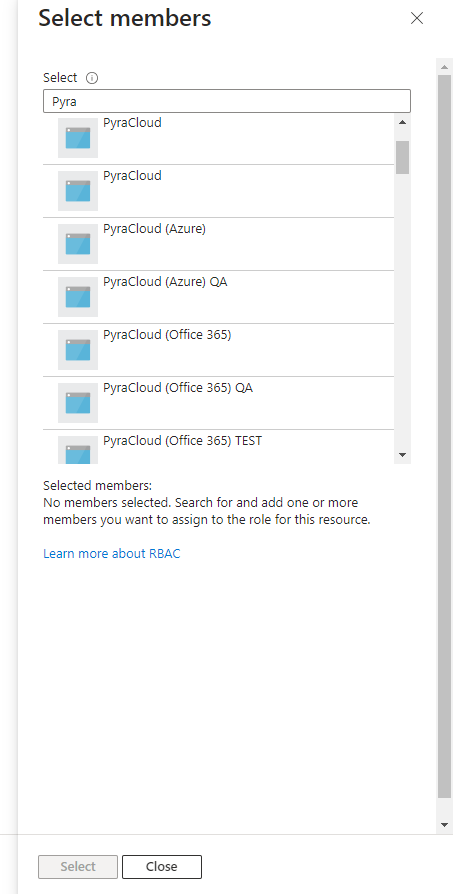 Select members
Select
Pyra
PyraCloud
PyraCloud
PyraCloud (Azure)
PyraCloud (Azure) QA
PyraCloud (Office 365)
PyraCloud (Office 365) QA
PyraCloud (Office 365) TEST
Selected members:
No members selected. Search for and add one or more
members you want to assign to the role for this resource.
Learn more about RBAC
Select
Close